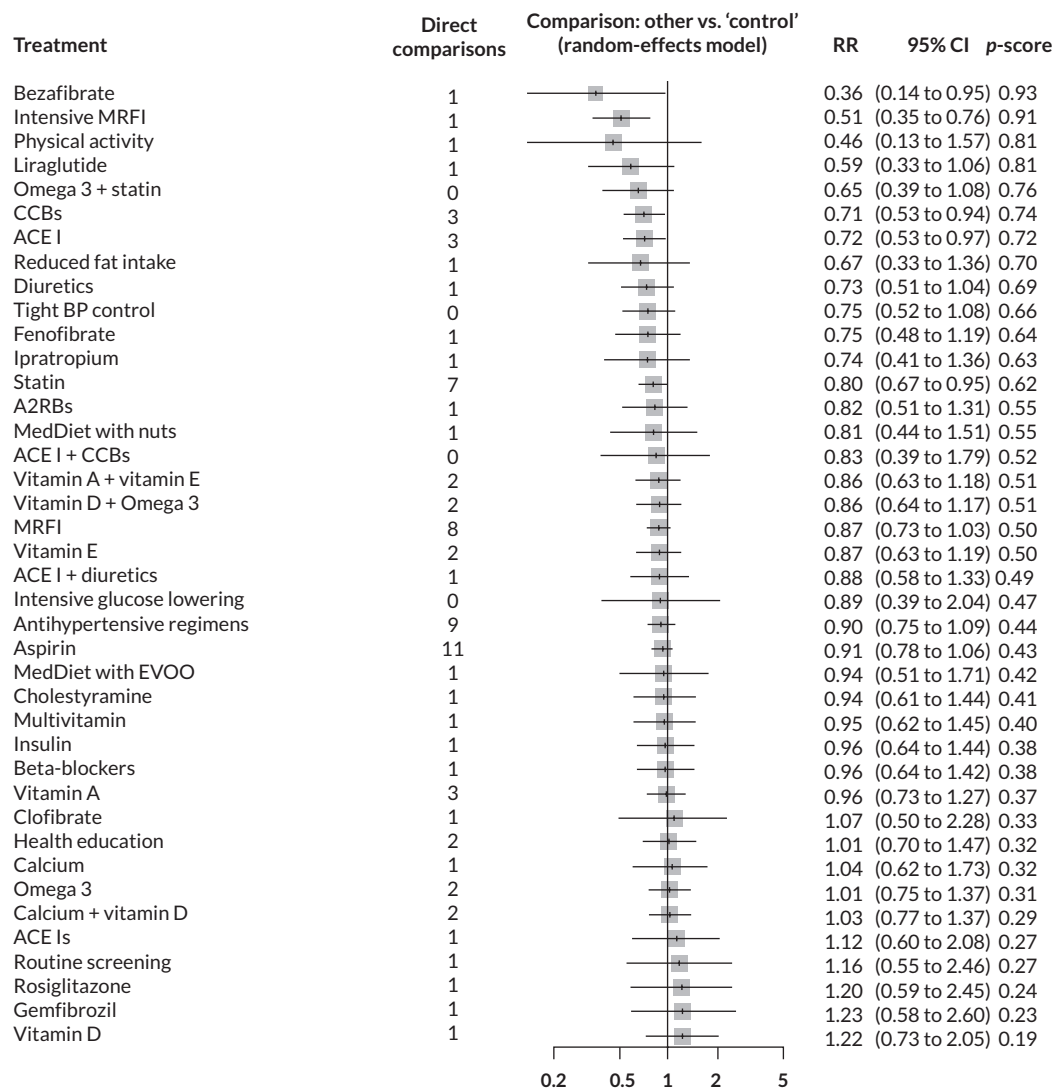 Treatment Direct comparisons Comparison: other vs. ‘control’ (random-effects model) RR 95% CI p-score
Bezafibrate 1 0.36 (0.14 to 0.95) 0.93
Intensive MRFI 1 0.51 (0.35 to 0.76) 0.91
Physical activity 1 0.46 (0.13 to 1.57) 0.81
Liraglutide 1 0.59 (0.33 to 1.06) 0.81
Omega 3 + statin 0 0.65 (0.39 to 1.08) 0.76
CCBs 3 0.71 (0.53 to 0.94) 0.74
ACE I 3 0.72 (0.53 to 0.97) 0.72
Reduced fat intake 1 0.67 (0.33 to 1.36) 0.70
Diuretics 1 0.73 (0.51 to 1.04) 0.69
Tight BP control 0 0.75 (0.52 to 1.08) 0.66
Fenofibrate 1 0.75 (0.48 to 1.19) 0.64
Ipratropium 1 0.74 (0.41 to 1.36) 0.63
Statin 7 0.80 (0.67 to 0.95) 0.62
A2RBs 1 0.82 (0.51 to 1.31) 0.55
MedDiet with nuts 1 0.81 (0.44 to 1.51) 0.55
ACE I + CCBs 0 0.83 (0.39 to 1.79) 0.52
Vitamin A + vitamin E 2 0.86 (0.63 to 1.18) 0.51
Vitamin D + Omega 3 2 0.86 (0.64 to 1.17) 0.51
MRFI 8 0.87 (0.73 to 1.03) 0.50
Vitamin E 2 0.87 (0.63 to 1.19) 0.50
ACE I + diuretics 1 0.88 (0.58 to 1.33) 0.49
Intensive glucose lowering 0 0.89 (0.39 to 2.04) 0.47
Antihypertensive regimens 9 0.90 (0.75 to 1.09) 0.44
Aspirin 11 0.91 (0.78 to 1.06) 0.43
MedDiet with EVOO 1 0.94 (0.51 to 1.71) 0.42
Cholestyramine 1 0.94 (0.61 to 1.44) 0.41
Multivitamin 1 0.95 (0.62 to 1.45) 0.40
Insulin 1 0.96 (0.64 to 1.44) 0.38
Beta-blockers 1 0.96 (0.64 to 1.42) 0.38
Vitamin A 3 0.96 (0.73 to 1.27) 0.37
Clofibrate 1 1.07 (0.50 to 2.28) 0.33
Health education 2 1.01 (0.70 to 1.47) 0.32
Calcium 1 1.04 (0.62 to 1.73) 0.32
Omega 3 2 1.01 (0.75 to 1.37) 0.31
Calcium + vitamin D 2 1.03 (0.77 to 1.37) 0.29
ACE Is 1 1.12 (0.60 to 2.08) 0.27
Routine screening 1 1.16 (0.55 to 2.46) 0.27
Rosiglitazone 1 1.20 (0.59 to 2.45) 0.24
Gemfibrozil 1 1.23 (0.58 to 2.60) 0.23
Vitamin D 1 1.22 (0.73 to 2.05) 0.19
0.2 0.5 1 2 5